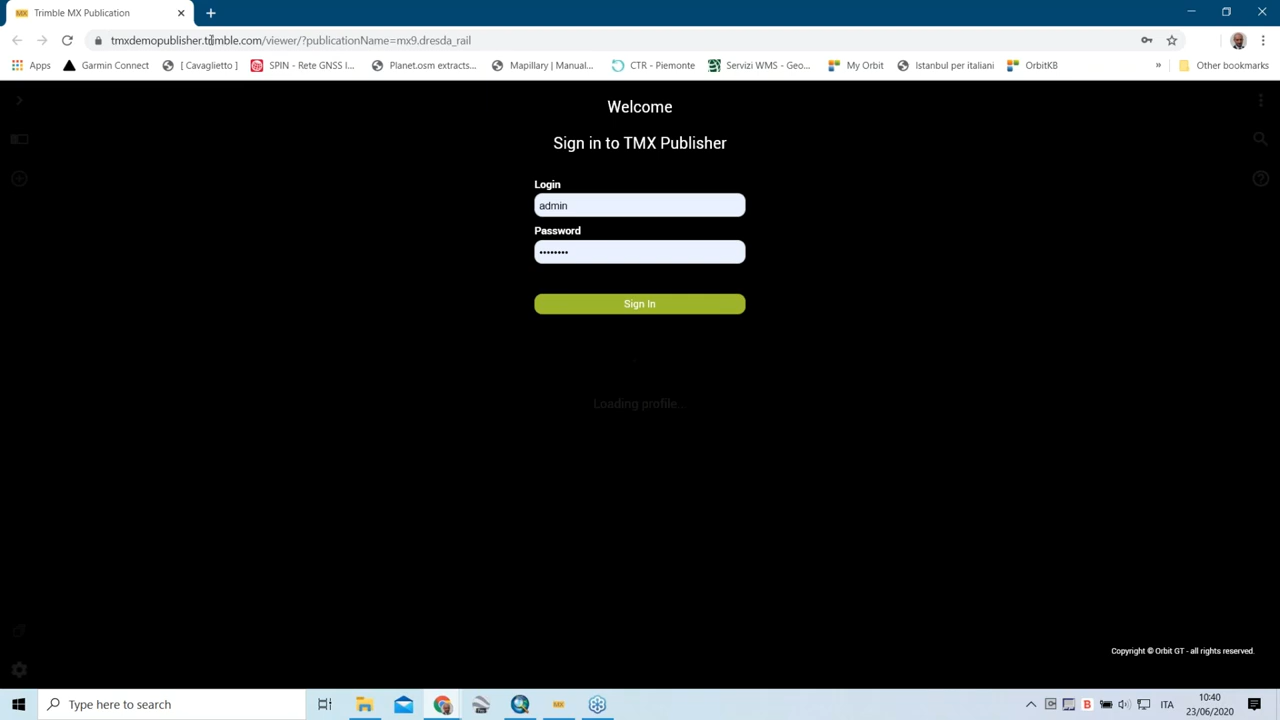 Trimble MX Publication
tmxdemopublisher.trimble.com/viewer/?publicationName=mx9.dresda_rail
Apps Garmin Connect [ Cavaglietto ] SPIN - Rete GNSS I... Planet.osm extracts... Mapillary | Manual... CTR - Piemonte Servizi WMS - Geo... My Orbit Istanbul per italiani OrbitKB » Other bookmarks
Welcome
Sign in to TMX Publisher
Login
admin
Password
••••••••
Sign In
Loading profile...
Copyright © Orbit GT - all rights reserved.
Type here to search
ITA
10:40
23/06/2020